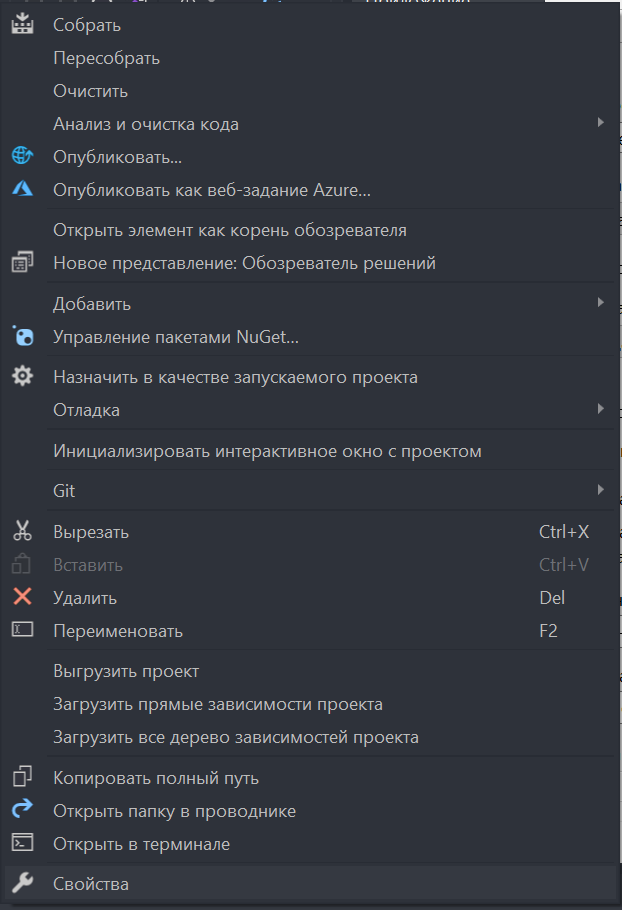 Собрать
Пересобрать
Очистить
Анализ и очистка кода
Опубликовать...
Опубликовать как веб-задание Azure...
Открыть элемент как корень обозревателя
Новое представление: Обозреватель решений
Добавить
Управление пакетами NuGet...
Назначить в качестве запускаемого проекта
Отладка
Инициализировать интерактивное окно с проектом
Git
Вырезать Ctrl+X
Вставить Ctrl+V
Удалить Del
Переименовать F2
Выгрузить проект
Загрузить прямые зависимости проекта
Загрузить все дерево зависимостей проекта
Копировать полный путь
Открыть папку в проводнике
Открыть в терминале
Свойства